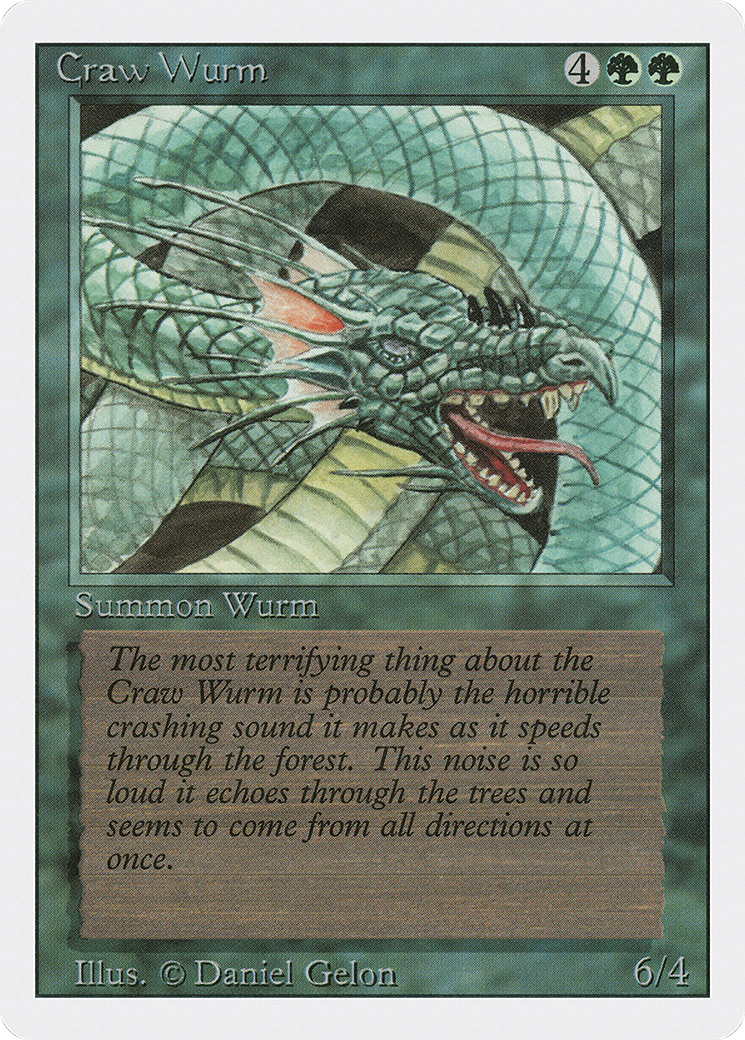 Craw Wurm 4
Summon Wurm
The most terrifying thing about the
Craw Wurm is probably the horrible
crashing sound it makes as it speeds
through the forest. This noise is so
loud it echoes through the trees and
seems to come from all directions at
once.
Illus. © Daniel Gelon 6/4